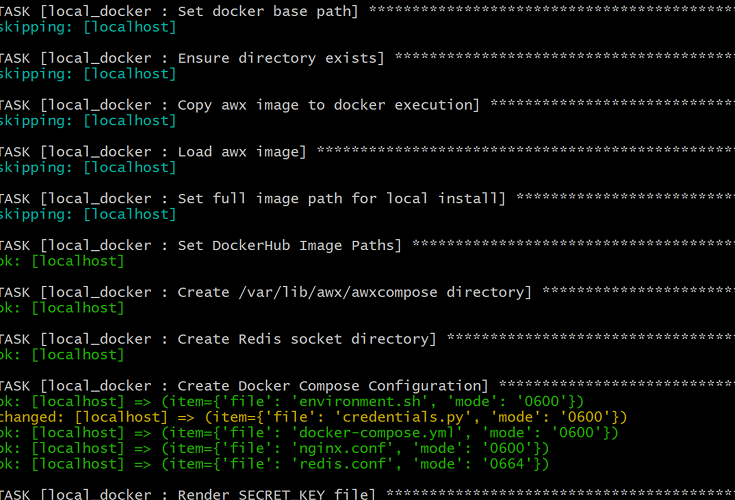 TASK [local_docker : Set docker base path] ******************************************
skipping: [localhost]
TASK [local_docker : Ensure directory exists] ***************************************
skipping: [localhost]
TASK [local_docker : Copy awx image to docker execution] ****************************
skipping: [localhost]
TASK [local_docker : Load awx image] ************************************************
skipping: [localhost]
TASK [local_docker : Set full image path for local install] *************************
skipping: [localhost]
TASK [local_docker : Set DockerHub Image Paths] *************************************
ok: [localhost]
TASK [local_docker : Create /var/lib/awx/awxcompose directory] **********************
ok: [localhost]
TASK [local_docker : Create Redis socket directory] *********************************
ok: [localhost]
TASK [local_docker : Create Docker Compose Configuration] ***************************
ok: [localhost] => (item={'file': 'environment.sh', 'mode': '0600'})
changed: [localhost] => (item={'file': 'credentials.py', 'mode': '0600'})
ok: [localhost] => (item={'file': 'docker-compose.yml', 'mode': '0600'})
ok: [localhost] => (item={'file': 'nginx.conf', 'mode': '0600'})
ok: [localhost] => (item={'file': 'redis.conf', 'mode': '0664'})
TASK [local_docker : Render SECRET_KEY file] ****************************************